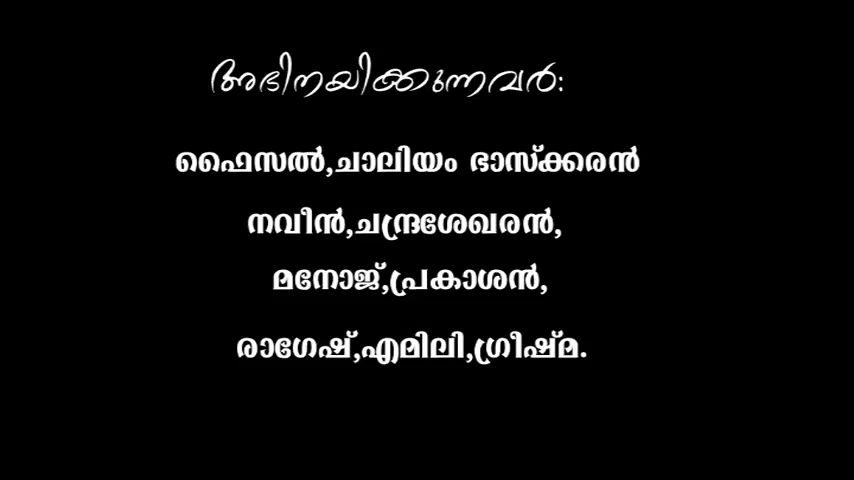 അഭിനയിക്കുന്നവർ:
ഫൈസൽ,ചാലിയം ഭാസ്ക്കരൻ
നവീൻ,ചന്ദ്രശേഖരൻ,
മനോജ്,പ്രകാശൻ,
രാഗേഷ്,എമിലി,ഗ്രീഷ്മ.